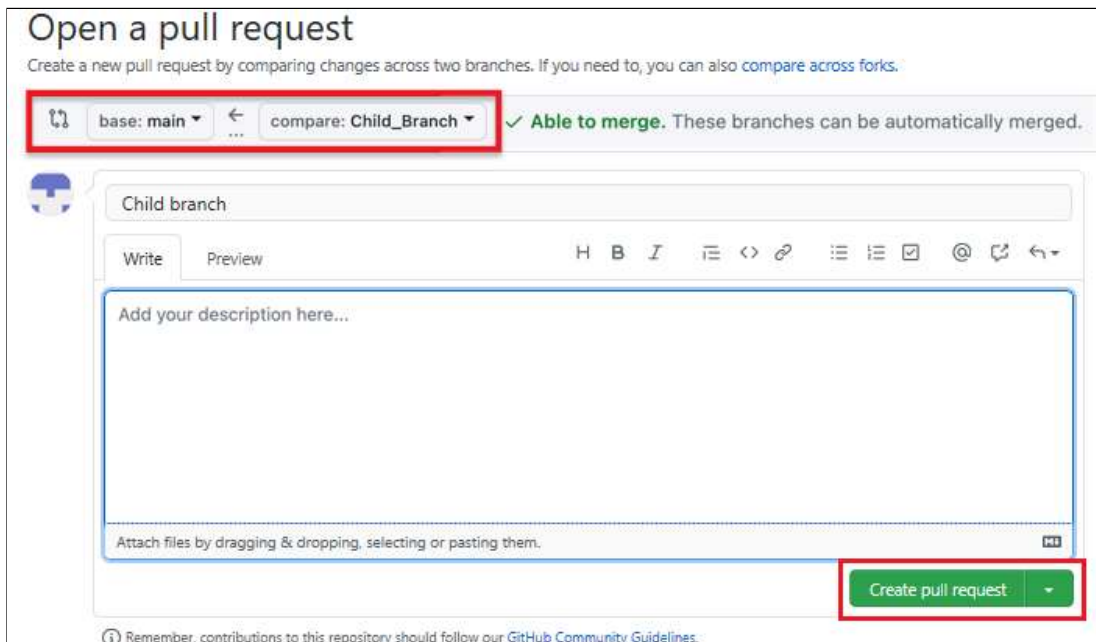 Open a pull request
Create a new pull request by comparing changes across two branches. If you need to, you can also compare across forks.
base: main ← ... compare: Child_Branch ✓ Able to merge. These branches can be automatically merged.
Child branch
Write Preview H B I
Add your description here...
Attach files by dragging & dropping, selecting or pasting them.
Create pull request
Remember, contributions to this repository should follow our GitHub Community Guidelines.